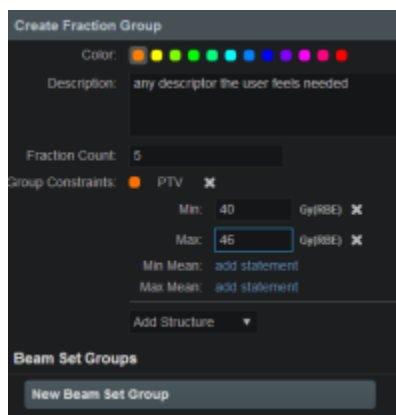 Create Fraction Group
Color:
Description: any descriptor the user feels needed
Fraction Count: 5
Group Constraints: PTV
Min: 40 Gy(RBE)
Max: 46 Gy(RBE)
Min Mean: add statement
Max Mean: add statement
Add Structure
Beam Set Groups
New Beam Set Group